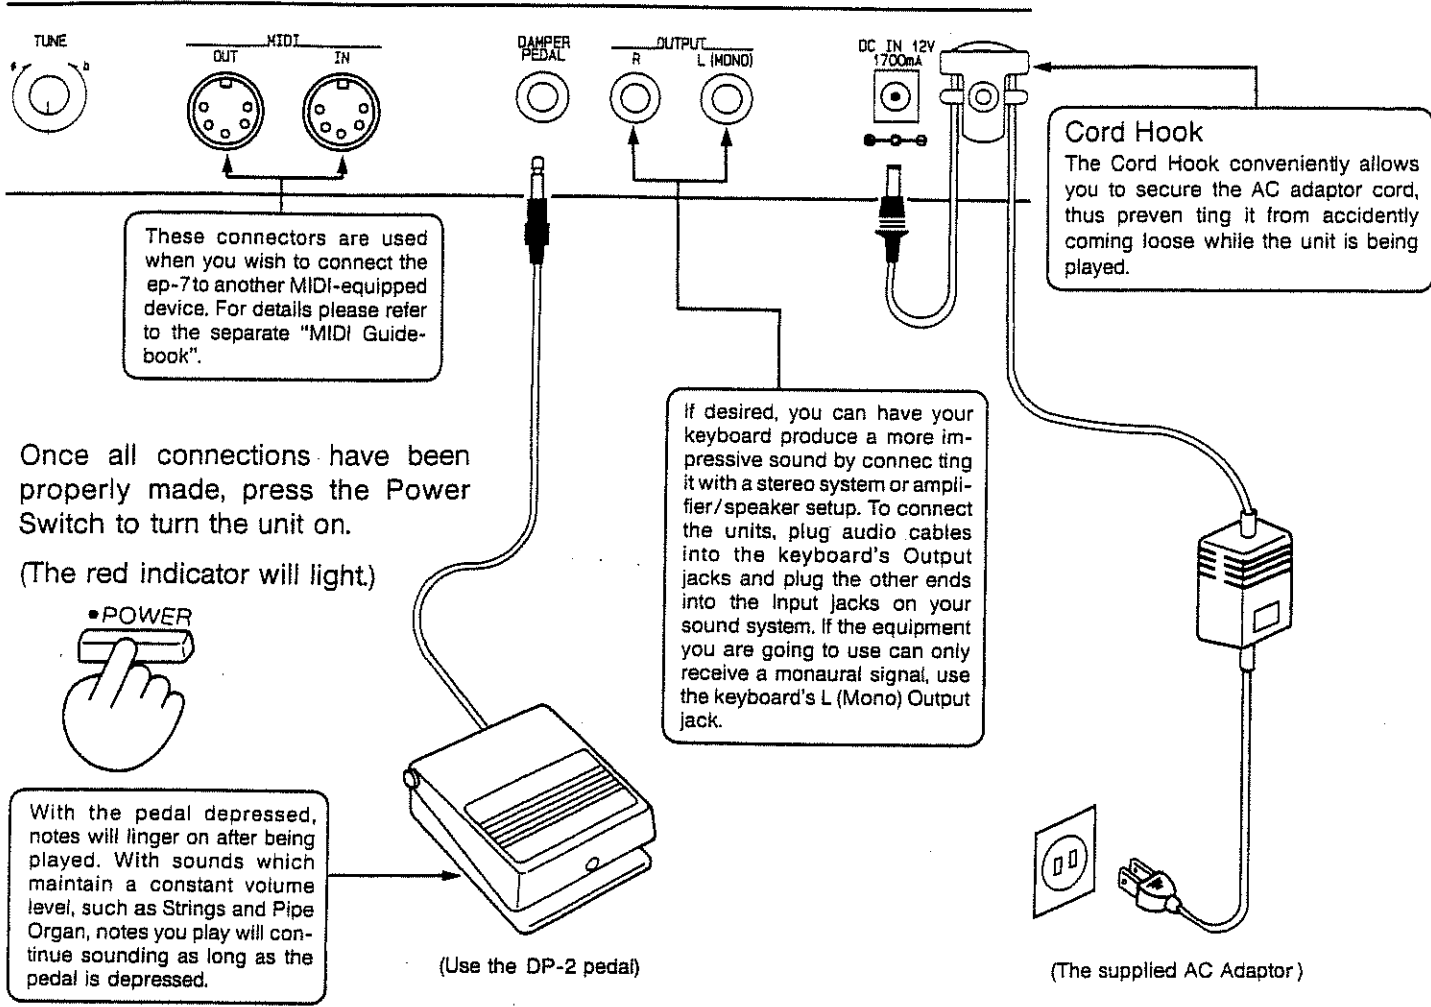 TUNE
MIDI
OUT
IN
DAMPER
PEDAL
OUTPUT
R
L (MONO)
DC IN 12V
1700mA
Cord Hook
The Cord Hook conveniently allows
you to secure the AC adaptor cord,
thus preven ting it from accidently
coming loose while the unit is being
played.
These connectors are used
when you wish to connect the
ep-7 to another MIDI-equipped
device. For details please refer
to the separate "MIDI Guide-
book".
If desired, you can have your
keyboard produce a more im-
pressive sound by connec ting
it with a stereo system or ampli-
fier/speaker setup. To connect
the units, plug audio cables
into the keyboard's Output
jacks and plug the other ends
into the Input jacks on your
sound system. If the equipment
you are going to use can only
receive a monaural signal, use
the keyboard's L (Mono) Output
jack.
Once all connections have been
properly made, press the Power
Switch to turn the unit on.
(The red indicator will light.)
•POWER
With the pedal depressed,
notes will linger on after being
played. With sounds which
maintain a constant volume
level, such as Strings and Pipe
Organ, notes you play will con-
tinue sounding as long as the
pedal is depressed.
(Use the DP-2 pedal)
(The supplied AC Adaptor)